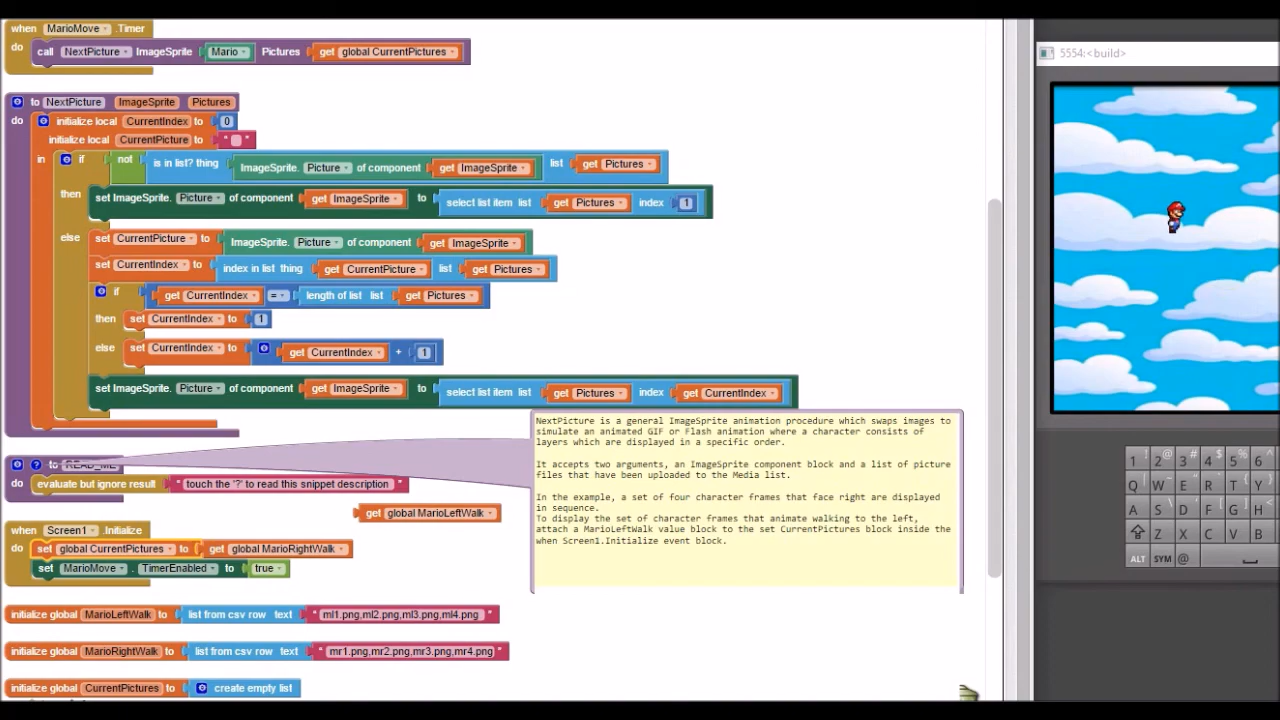 when MarioMove .Timer
do call NextPicture ImageSprite Mario Pictures get global CurrentPictures
to NextPicture ImageSprite Pictures
do initialize local CurrentIndex to 0
initialize local CurrentPicture to " "
in if not is in list? thing ImageSprite. Picture of component get ImageSprite list get Pictures
then set ImageSprite. Picture of component get ImageSprite to select list item list get Pictures index 1
else set CurrentPicture to ImageSprite. Picture of component get ImageSprite
set CurrentIndex to index in list thing get CurrentPicture list get Pictures
if get CurrentIndex = length of list list get Pictures
then set CurrentIndex to 1
else set CurrentIndex to get CurrentIndex + 1
set ImageSprite. Picture of component get ImageSprite to select list item list get Pictures index get CurrentIndex
NextPicture is a general ImageSprite animation procedure which swaps images to
simulate an animated GIF or Flash animation where a character consists of
layers which are displayed in a specific order.
It accepts two arguments, an ImageSprite component block and a list of picture
files that have been uploaded to the Media list.
In the example, a set of four character frames that face right are displayed
in sequence.
To display the set of character frames that animate walking to the left,
attach a MarioLeftWalk value block to the set CurrentPictures block inside the
when Screen1.Initialize event block.
? to READ_ME
do evaluate but ignore result " touch the '?' to read this snippet description "
get global MarioLeftWalk
when Screen1 .Initialize
do set global CurrentPictures to get global MarioRightWalk
set MarioMove . TimerEnabled to true
initialize global MarioLeftWalk to list from csv row text " ml1.png,ml2.png,ml3.png,ml4.png "
initialize global MarioRightWalk to list from csv row text " mr1.png,mr2.png,mr3.png,mr4.png "
initialize global CurrentPictures to create empty list
5554:<build>
1 ! 2 @ 3 # 4 $ 5 % 6
Q W E R T Y
A S D F G H
Z X C V B
ALT SYM @